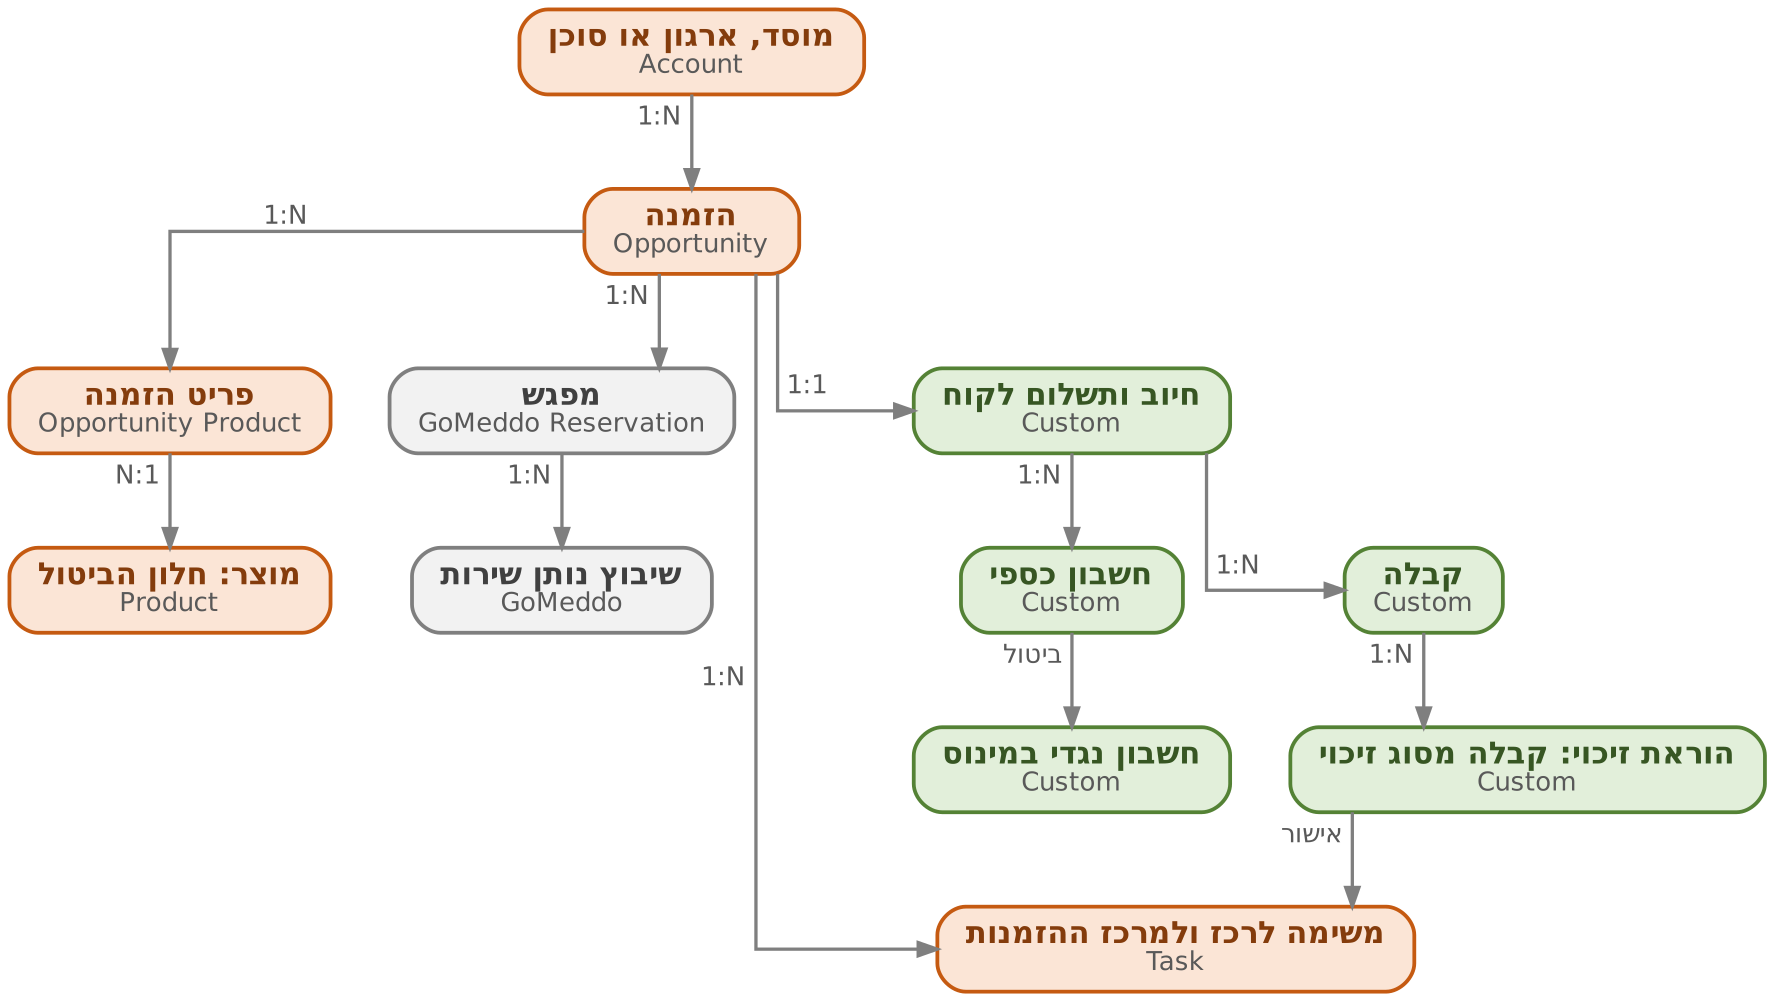 מוסד, ארגון או סוכן
Account
1:N
הזמנה
Opportunity
1:N
1:N
1:1
1:N
פריט הזמנה
Opportunity Product
מפגש
GoMeddo Reservation
חיוב ותשלום לקוח
Custom
N:1
1:N
1:N
1:N
מוצר: חלון הביטול
Product
שיבוץ נותן שירות
GoMeddo
חשבון כספי
Custom
קבלה
Custom
ביטול
1:N
חשבון נגדי במינוס
Custom
הוראת זיכוי: קבלה מסוג זיכוי
Custom
אישור
משימה לרכז ולמרכז ההזמנות
Task